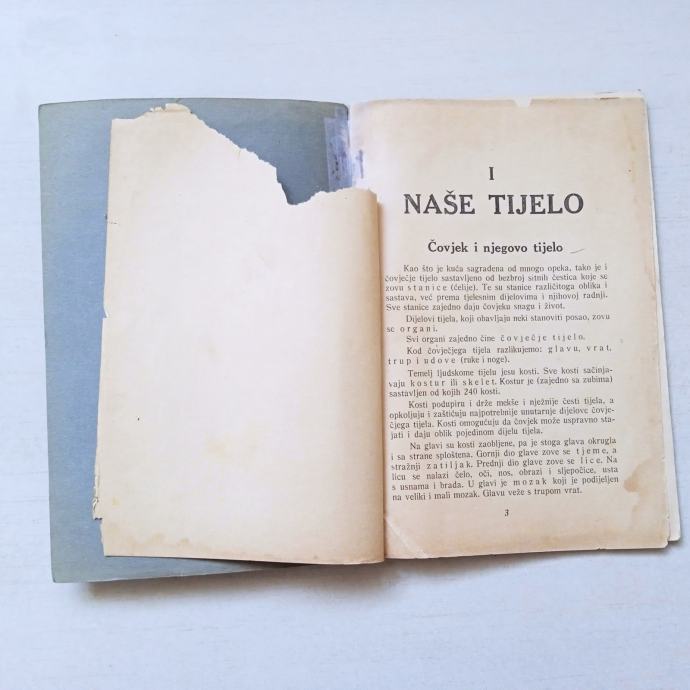 I
NAŠE TIJELO
Čovjek i njegovo tijelo
Kao što je kuća sagrađena od mnogo opeka, tako je i
čovječje tijelo sastavljeno od bezbroj sitnih čestica koje se
zovu stanice (ćelije). Te su stanice različitoga oblika i
sastava, već prema tjelesnim dijelovima i njihovoj radnji.
Sve stanice zajedno daju čovjeku snagu i život.
Dijelovi tijela, koji obavljaju neki stanoviti posao, zovu
se organi.
Svi organi zajedno čine čovječje tijelo.
Kod čovječjega tijela razlikujemo: glavu, vrat,
trup i udove (ruke i noge).
Temelj ljudskome tijelu jesu kosti. Sve kosti sačinja-
vaju kostur ili skelet. Kostur je (zajedno sa zubima)
sastavljen od kojih 240 kosti.
Kosti podupiru i drže mekše i nježnije česti tijela, a
opkoljuju i zaštićuju najpotrebnije unutarnje dijelove čovje-
čjega tijela. Kosti omogućuju da čovjek može uspravno sta-
jati i daju oblik pojedinom dijelu tijela.
Na glavi su kosti zaobljene, pa je stoga glava okrugla
i sa strane sploštena. Gornji dio glave zove se tjeme, a
stražnji zatiljak. Prednji dio glave zove se lice. Na
licu se nalazi čelo, oči, nos, obrazi i sljepočice, usta
s usnama i brada. U glavi je mozak koji je podijeljen
na veliki i mali mozak. Glavu veže s trupom vrat.
3